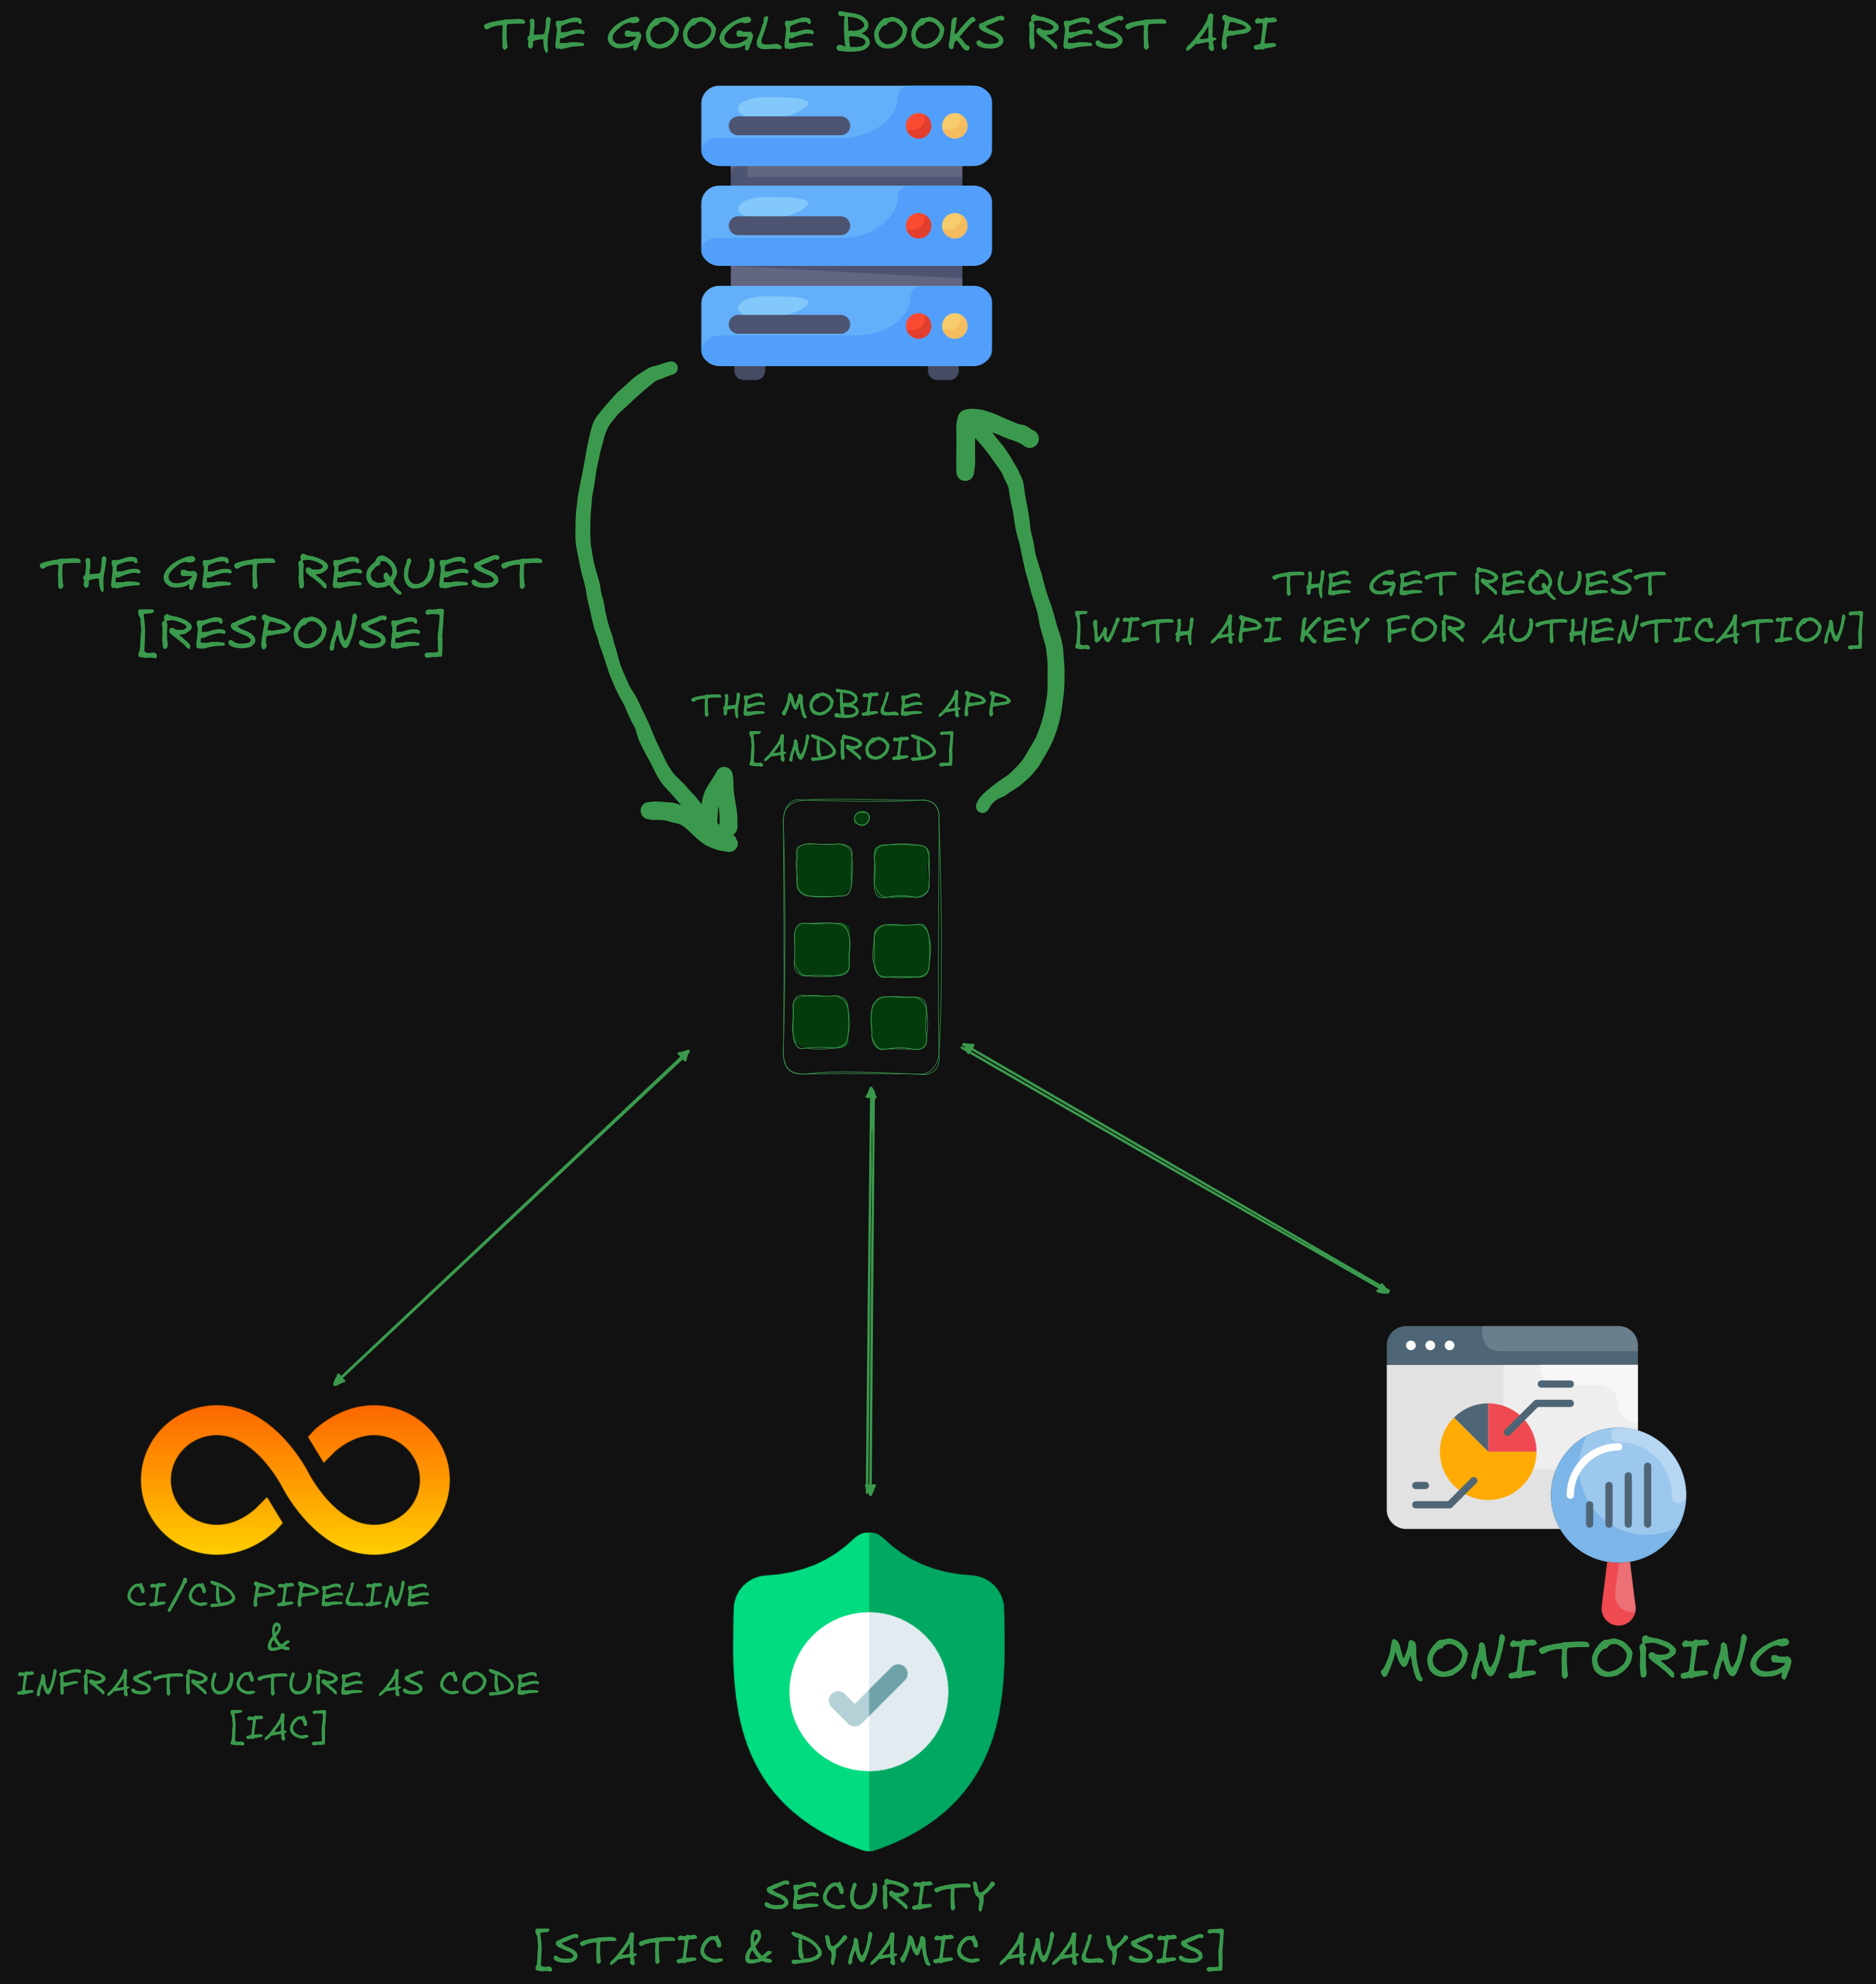 THE GOOGLE BOOKS REST API
THE GET REQUEST
[RESPONSE]
THE GET REQUEST
[WITH API KEY FOR AUTHENTICATION]
THE MOBILE APP
[ANDROID]
CI/CD PIPELINE
&
INFRASTRUCTURE AS CODE
[IAC]
MONITORING
SECURITY
[STATIC & DYNAMIC ANALYSIS]